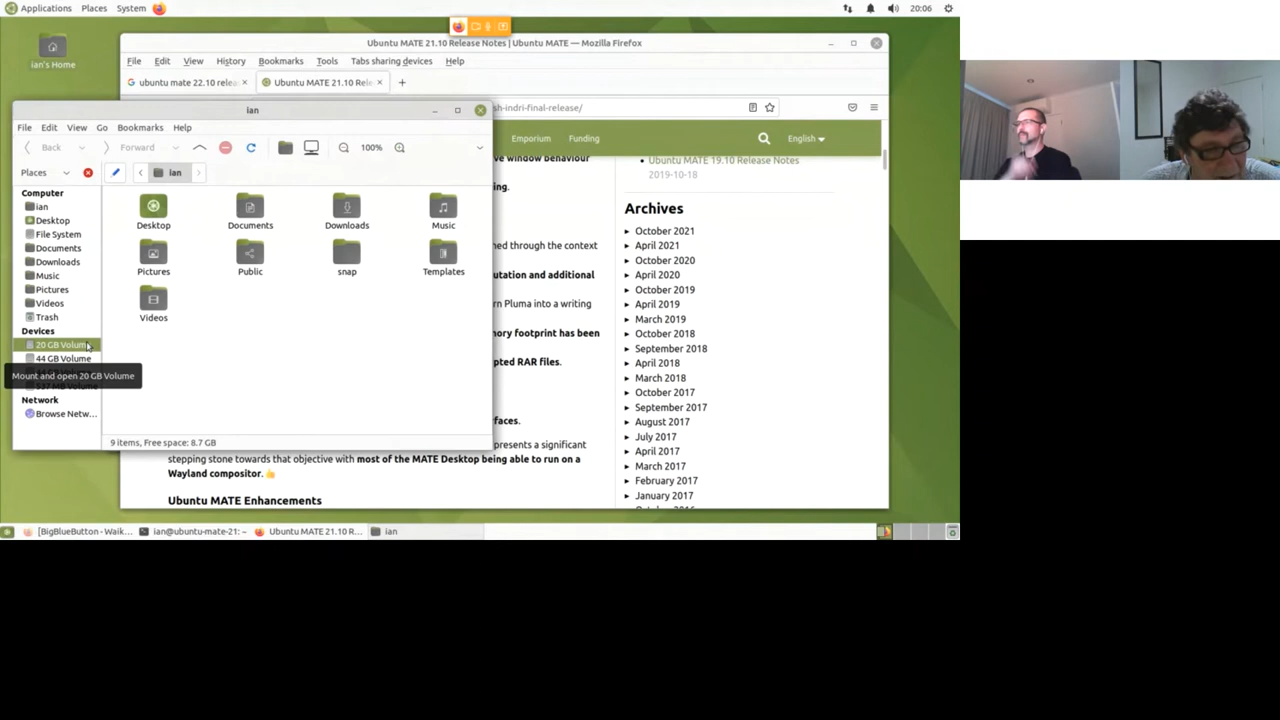 Applications Places System
20:06
ian's Home
Ubuntu MATE 21.10 Release Notes | Ubuntu MATE — Mozilla Firefox
File Edit View History Bookmarks Tools Tabs sharing devices Help
ubuntu mate 22.10 relea
Ubuntu MATE 21.10 Rele
sh-indri-final-release/
Emporium Funding English
ian
File Edit View Go Bookmarks Help
Back Forward 100%
Places ian
Computer
ian
Desktop
File System
Documents
Downloads
Music
Pictures
Videos
Trash
Devices
20 GB Volume
44 GB Volume
Mount and open 20 GB Volume
Network
Browse Netw...
Desktop Documents Downloads Music
Pictures Public snap Templates
Videos
9 items, Free space: 8.7 GB
ve window behaviour
ng.
ned through the context
utation and additional
rn Pluma into a writing
nory footprint has been
pted RAR files.
faces.
presents a significant
stepping stone towards that objective with most of the MATE Desktop being able to run on a
Wayland compositor. 👍
Ubuntu MATE Enhancements
Ubuntu MATE 19.10 Release Notes
2019-10-18
Archives
October 2021
April 2021
October 2020
April 2020
October 2019
April 2019
March 2019
October 2018
September 2018
April 2018
March 2018
October 2017
September 2017
August 2017
July 2017
April 2017
March 2017
February 2017
January 2017
[BigBlueButton - Waik...
ian@ubuntu-mate-21: ~
Ubuntu MATE 21.10 R...
ian